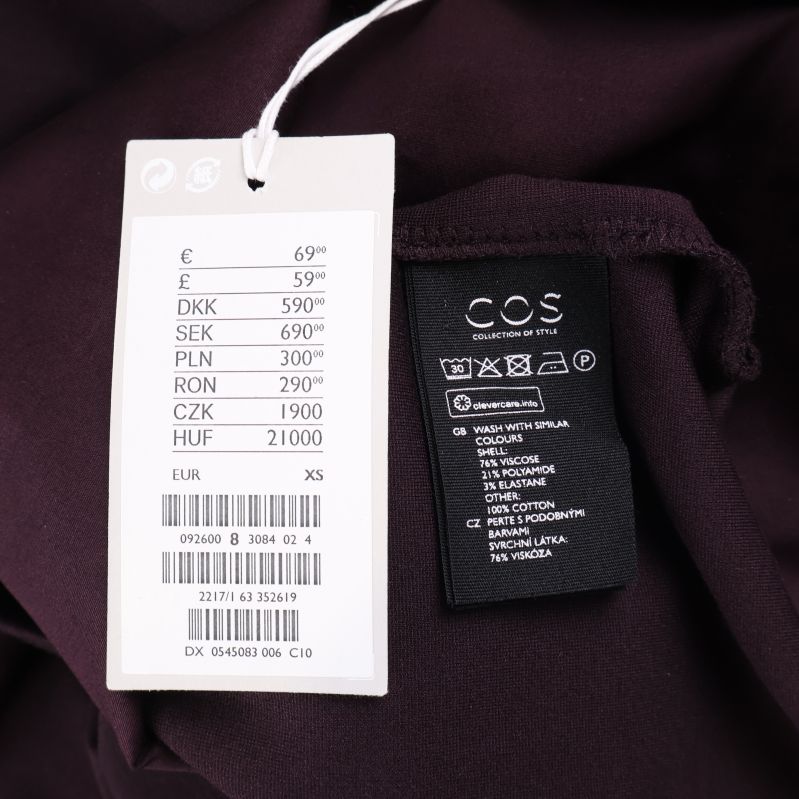 € 69⁰⁰
£ 59⁰⁰
DKK 590⁰⁰
SEK 690⁰⁰
PLN 300⁰⁰
RON 290⁰⁰
CZK 1900
HUF 21000
EUR XS
092600 8 3084 02 4
2217/1 63 352619
DX 0545083 006 C10
COS
COLLECTION OF STYLE
30 P
clevercare.info
GB WASH WITH SIMILAR
COLOURS
SHELL:
76% VISCOSE
21% POLYAMIDE
3% ELASTANE
OTHER:
100% COTTON
CZ PERTE S PODOBNÝMI
BARVAMI
SVRCHNÍ LÁTKA:
76% VISKÓZA